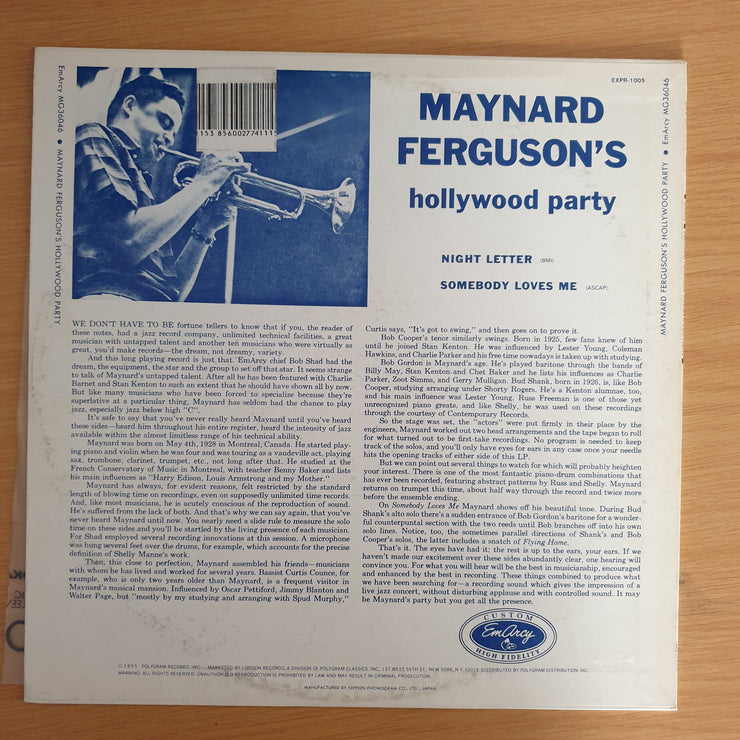 EmArcy MG36046 ● MAYNARD FERGUSON'S HOLLYWOOD PARTY
153 856002774111
EXPR-1005
MAYNARD
FERGUSON'S
hollywood party
NIGHT LETTER (BMI)
SOMEBODY LOVES ME (ASCAP)
MAYNARD FERGUSON'S HOLLYWOOD PARTY ● EmArcy MG36046
WE DON'T HAVE TO BE fortune tellers to know that if you, the reader of
these notes, had a jazz record company, unlimited technical facilities, a great
musician with untapped talent and another ten musicians who were virtually as
great, you'd make records—the dream, not dreamy, variety.
And this long playing record is just that. EmArcy chief Bob Shad had the
dream, the equipment, the star and the group to set off that star. It seems strange
to talk of Maynard's untapped talent. After all he has been featured with Charlie
Barnet and Stan Kenton to such an extent that he should have shown all by now.
But like many musicians who have been forced to specialize because they're
superlative at a particular thing, Maynard has seldom had the chance to play
jazz, especially jazz below high "C".
It's safe to say that you've never really heard Maynard until you've heard
these sides—heard him throughout his entire register, heard the intensity of jazz
available within the almost limitless range of his technical ability.
Maynard was born on May 4th, 1928 in Montreal, Canada. He started play-
ing piano and violin when he was four and was touring as a vaudeville act, playing
sax, trombone, clarinet, trumpet, etc., not long after that. He studied at the
French Conservatory of Music in Montreal, with teacher Benny Baker and lists
his main influences as "Harry Edison, Louis Armstrong and my Mother."
Maynard has always, for evident reasons, felt restricted by the standard
length of blowing time on recordings, even on supposedly unlimited time records.
And, like most musicians, he is acutely conscious of the reproduction of sound.
He's suffered from the lack of both. And that's why we can say again, that you've
never heard Maynard until now. You nearly need a slide rule to measure the solo
time on these sides and you'll be startled by the living presence of each musician.
For Shad employed several recording innovations at this session. A microphone
was hung several feet over the drums, for example, which accounts for the precise
definition of Shelly Manne's work.
Then, this close to perfection, Maynard assembled his friends—musicians
with whom he has lived and worked for several years. Bassist Curtis Counce, for
example, who is only two years older than Maynard, is a frequent visitor in
Maynard's musical mansion. Influenced by Oscar Pettiford, Jimmy Blanton and
Walter Page, but "mostly by my studying and arranging with Spud Murphy,"
Curtis says, "It's got to swing," and then goes on to prove it.
Bob Cooper's tenor similarly swings. Born in 1925, few fans knew of him
until he joined Stan Kenton. He was influenced by Lester Young, Coleman
Hawkins, and Charlie Parker and his free time nowadays is taken up with studying.
Bob Gordon is Maynard's age. He's played baritone through the bands of
Billy May, Stan Kenton and Chet Baker and he lists his influences as Charlie
Parker, Zoot Simms, and Gerry Mulligan. Bud Shank, born in 1926, is, like Bob
Cooper, studying arranging under Shorty Rogers. He's a Kenton alumnae, too,
and his main influence was Lester Young. Russ Freeman is one of those yet
unrecognized piano greats, and like Shelly, he was used on these recordings
through the courtesy of Contemporary Records.
So the stage was set, the "actors" were put firmly in their place by the
engineers, Maynard worked out two head arrangements and the tape began to roll
for what turned out to be first-take recordings. No program is needed to keep
track of the solos, and you'll only have eyes for ears in any case once your needle
hits the opening tracks of either side of this LP.
But we can point out several things to watch for which will probably heighten
your interest. There is one of the most fantastic piano-drum combinations that
has ever been recorded, featuring abstract patterns by Russ and Shelly. Maynard
returns on trumpet this time, about half way through the record and twice more
before the ensemble ending.
On Somebody Loves Me Maynard shows off his beautiful tone. During Bud
Shank's alto solo there's a sudden entrance of Bob Gordon's baritone for a wonder-
ful counterpuntal section with the two reeds until Bob branches off into his own
solo lines. Notice, too, the sometimes parallel directions of Shank's and Bob
Cooper's solos, the latter includes a snatch of Flying Home.
That's it. The eyes have had it; the rest is up to the ears, your ears. If we
haven't made our excitement over these sides abundantly clear, one hearing will
convince you. For what you will hear will be the best in musicianship, encouraged
and enhanced by the best in recording. These things combined to produce what
we have been searching for—a recording sound which gives the impression of a
live jazz concert, without disturbing applause and with controlled sound. It may
be Maynard's party but you get all the presence.
CUSTOM
EmArcy
HIGH FIDELITY
© 1955 POLYGRAM RECORDS, INC. MARKETED BY LONDON RECORDS, A DIVISION OF POLYGRAM CLASSICS, INC. 137 WEST 55TH ST., NEW YORK, N.Y. 10019. DISTRIBUTED BY POLYGRAM DISTRIBUTION INC.
WARNING: ALL RIGHT RESERVED. UNAUTHORIZED REPRODUCTION IS PROHIBITED BY LAW AND MAY RESULT IN CRIMINAL PROSECUTION.
MANUFACTURED BY NIPPON PHONOGRAM CO., LTD., JAPAN.